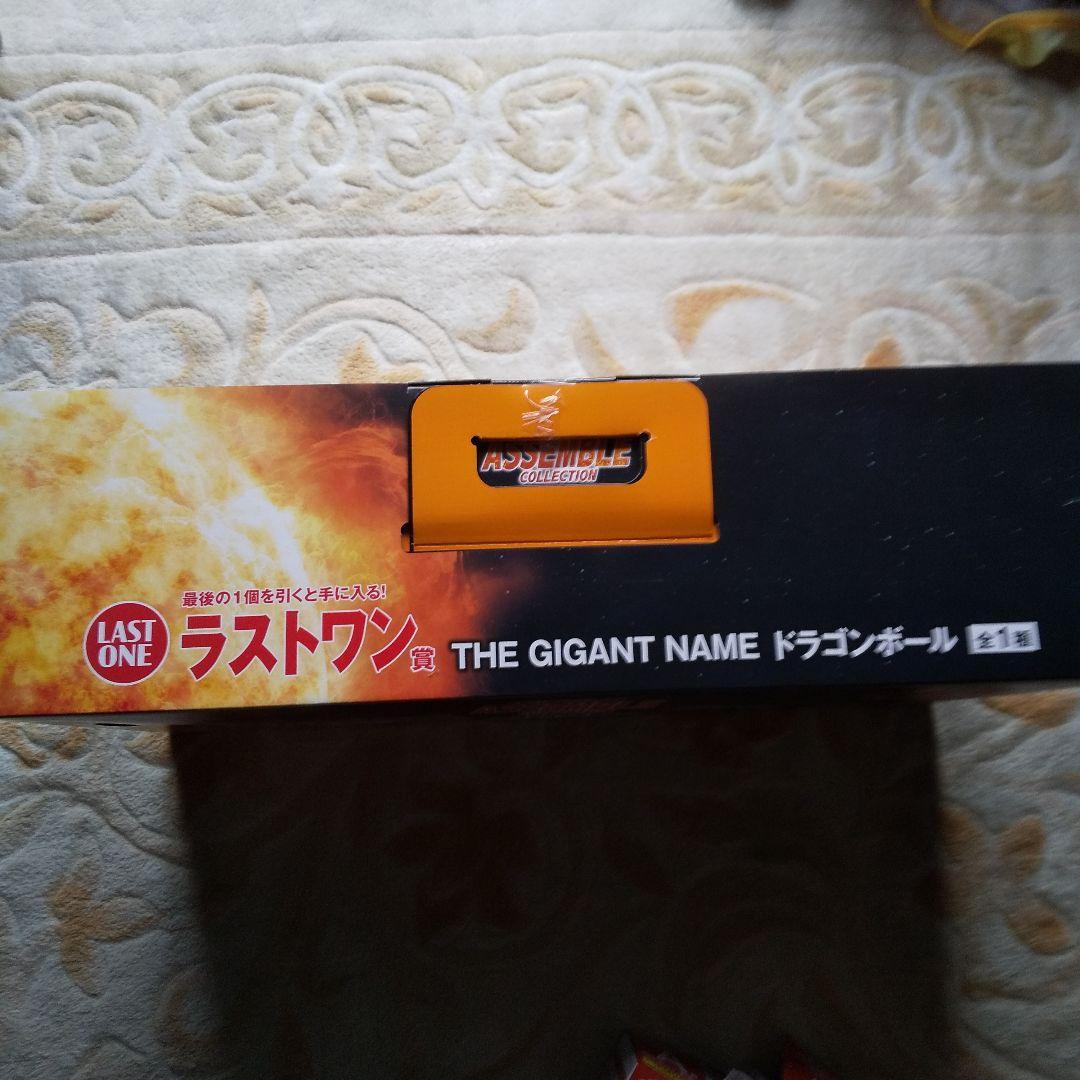 ASSEMBLE
COLLECTION
最後の1個を引くと手に入る!
LAST ONE ラストワン賞 THE GIGANT NAME ドラゴンボール 全1種